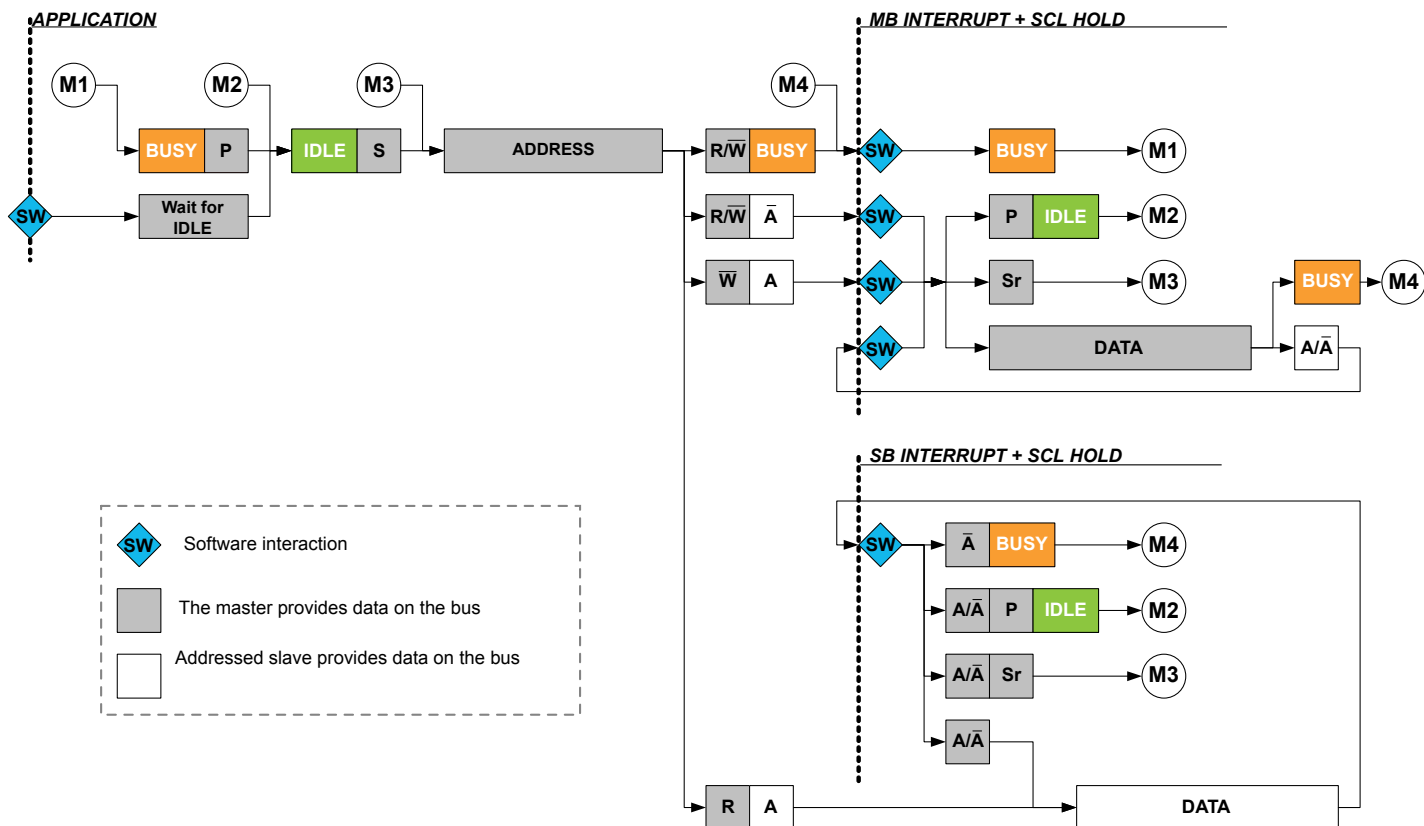 APPLICATION
MB INTERRUPT + SCL HOLD
M1
M2
M3
M4
BUSY P
IDLE S
ADDRESS
R/W̅ BUSY
SW
BUSY
M1
SW
Wait for
IDLE
R/W̅ A̅
SW
P IDLE
M2
W̅ A
SW
Sr
M3
BUSY
M4
SW
DATA
A/A̅
SB INTERRUPT + SCL HOLD
SW
A̅ BUSY
M4
A/A̅ P IDLE
M2
A/A̅ Sr
M3
A/A̅
R A
DATA
SW
Software interaction
The master provides data on the bus
Addressed slave provides data on the bus